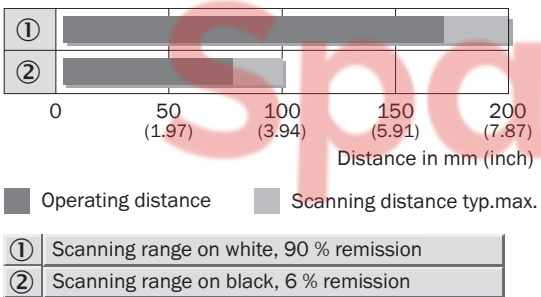 ①
②
0 50 100 150 200
(1.97) (3.94) (5.91) (7.87)
Distance in mm (inch)
Operating distance Scanning distance typ.max.
① Scanning range on white, 90 % remission
② Scanning range on black, 6 % remission
Spa